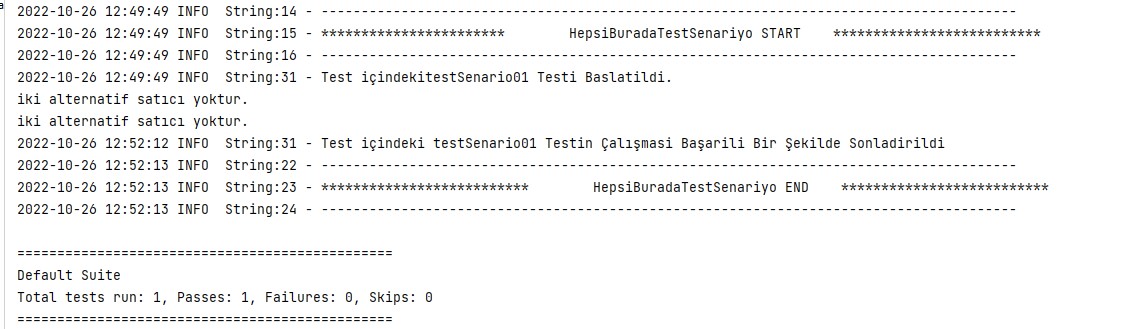 2022-10-26 12:49:49 INFO  String:14 - ---------------------------------------------------------------------------------------
2022-10-26 12:49:49 INFO  String:15 - ***********************        HepsiBuradaTestSenariyo START    **************************
2022-10-26 12:49:49 INFO  String:16 - ---------------------------------------------------------------------------------------
2022-10-26 12:49:49 INFO  String:31 - Test içindekitestSenario01 Testi Baslatildi.
iki alternatif satıcı yoktur.
iki alternatif satıcı yoktur.
2022-10-26 12:52:12 INFO  String:31 - Test içindeki testSenario01 Testin Çalışmasi Başarili Bir Şekilde Sonladirildi
2022-10-26 12:52:13 INFO  String:22 - ---------------------------------------------------------------------------------------
2022-10-26 12:52:13 INFO  String:23 - **************************        HepsiBuradaTestSenariyo END    **************************
2022-10-26 12:52:13 INFO  String:24 - ---------------------------------------------------------------------------------------
===============================================
Default Suite
Total tests run: 1, Passes: 1, Failures: 0, Skips: 0
===============================================